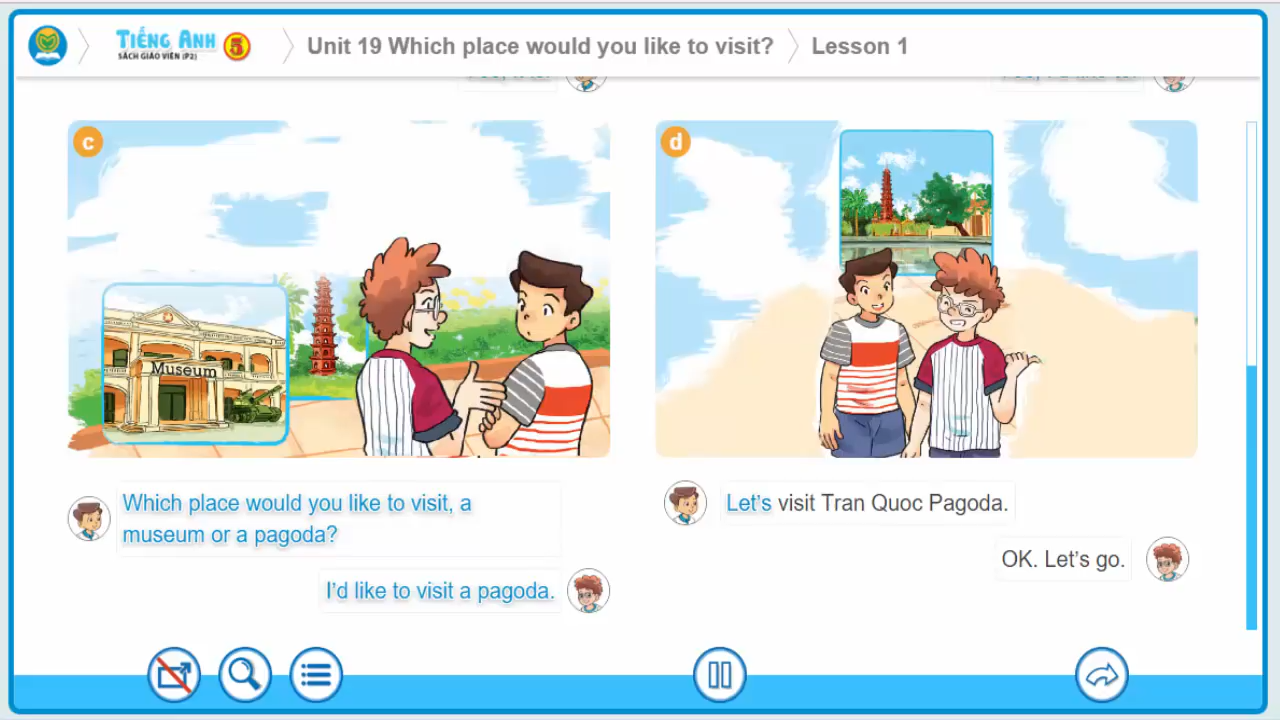 TIẾNG ANH 5
SÁCH GIÁO VIÊN (P2)
Unit 19 Which place would you like to visit?
Lesson 1
c
d
Museum
Which place would you like to visit, a
museum or a pagoda?
I'd like to visit a pagoda.
Let's visit Tran Quoc Pagoda.
OK. Let's go.